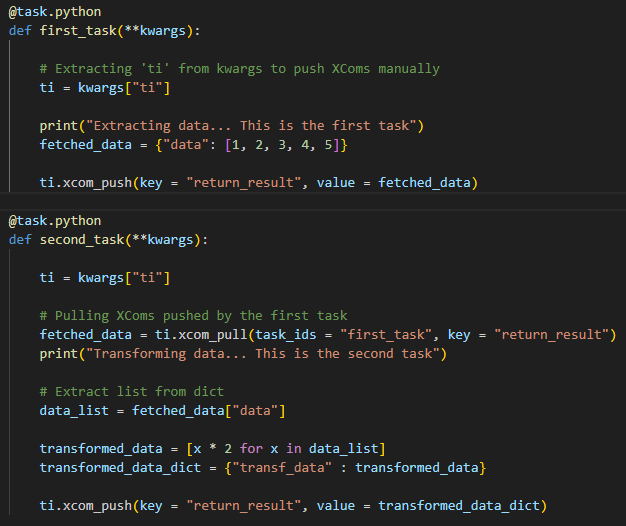 @task.python
def first_task(**kwargs):
# Extracting 'ti' from kwargs to push XComs manually
ti = kwargs["ti"]
print("Extracting data... This is the first task")
fetched_data = {"data": [1, 2, 3, 4, 5]}
ti.xcom_push(key = "return_result", value = fetched_data)
@task.python
def second_task(**kwargs):
ti = kwargs["ti"]
# Pulling XComs pushed by the first task
fetched_data = ti.xcom_pull(task_ids = "first_task", key = "return_result")
print("Transforming data... This is the second task")
# Extract list from dict
data_list = fetched_data["data"]
transformed_data = [x * 2 for x in data_list]
transformed_data_dict = {"transf_data" : transformed_data}
ti.xcom_push(key = "return_result", value = transformed_data_dict)